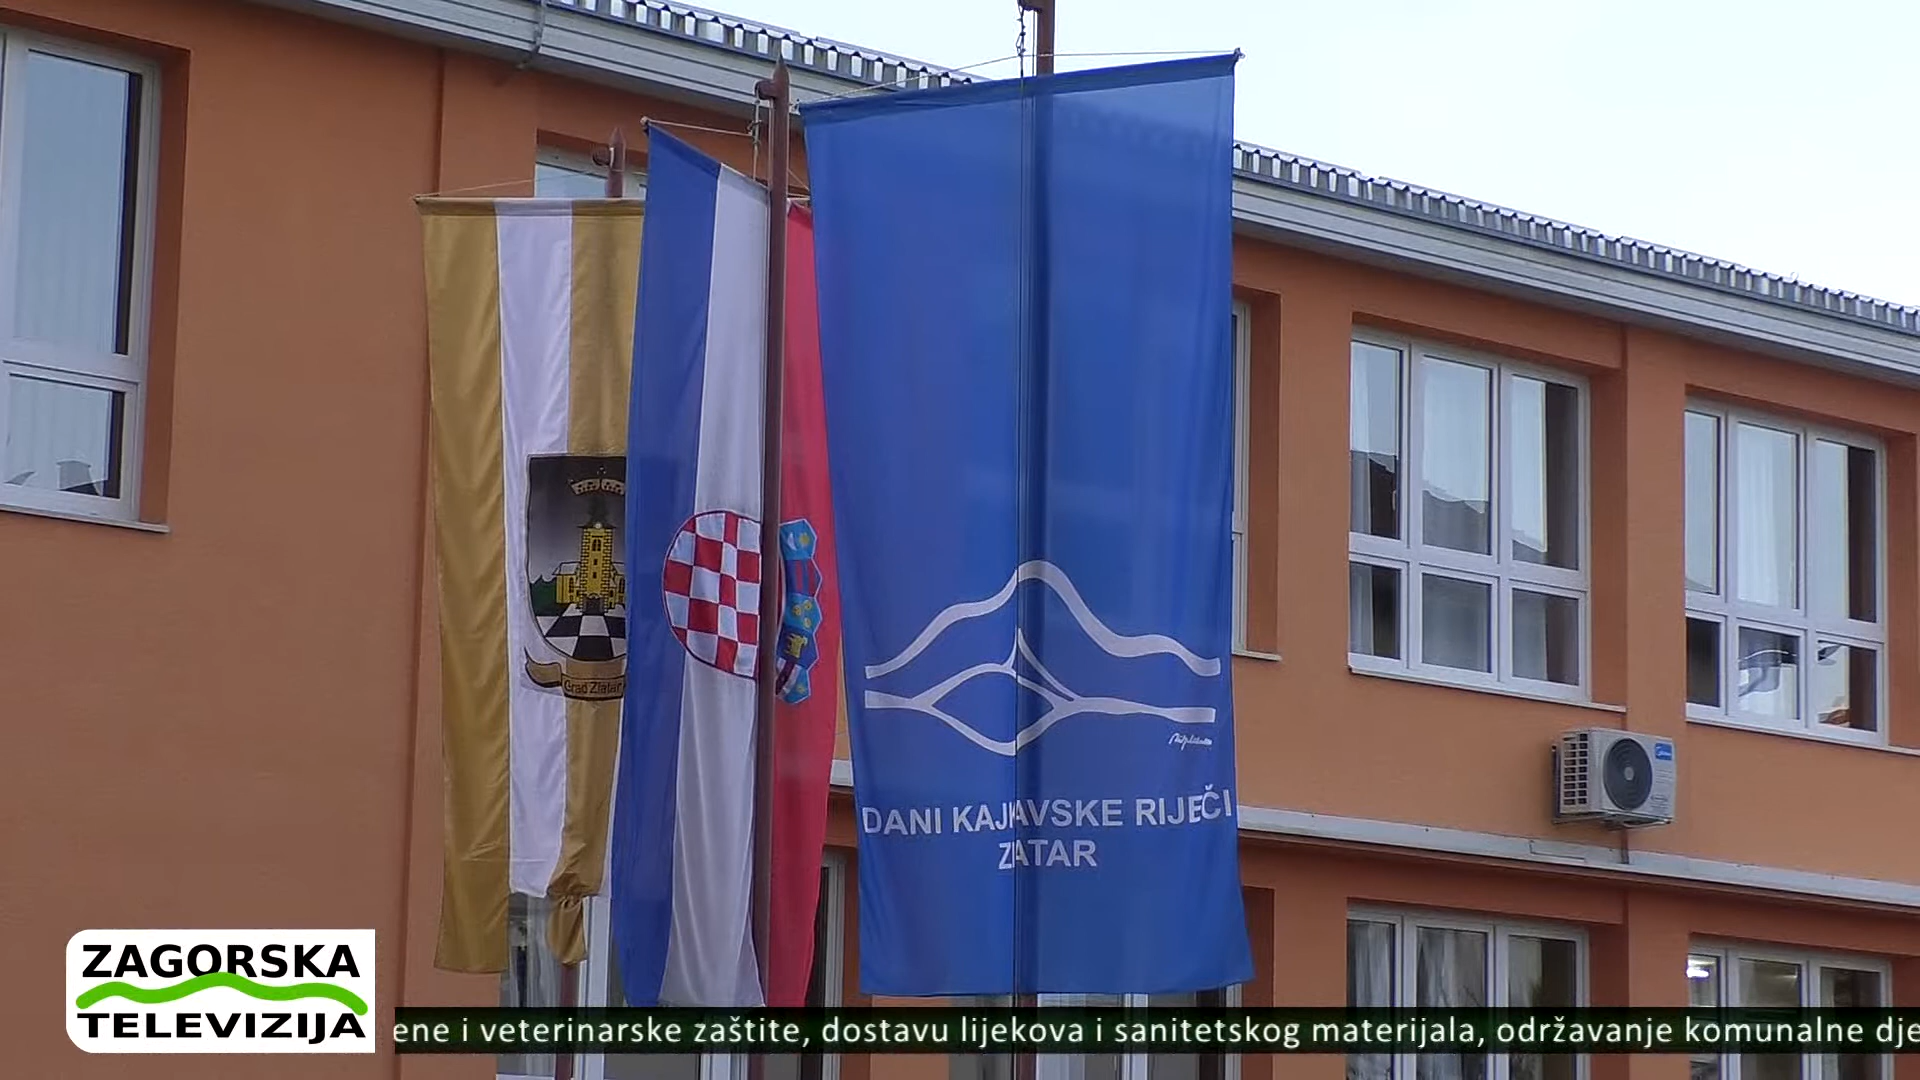 Grad Zlatar
DANI KAJKAVSKE RIJEČI
ZLATAR
ZAGORSKA
TELEVIZIJA
ene i veterinarske zaštite, dostavu lijekova i sanitetskog materijala, održavanje komunalne dje